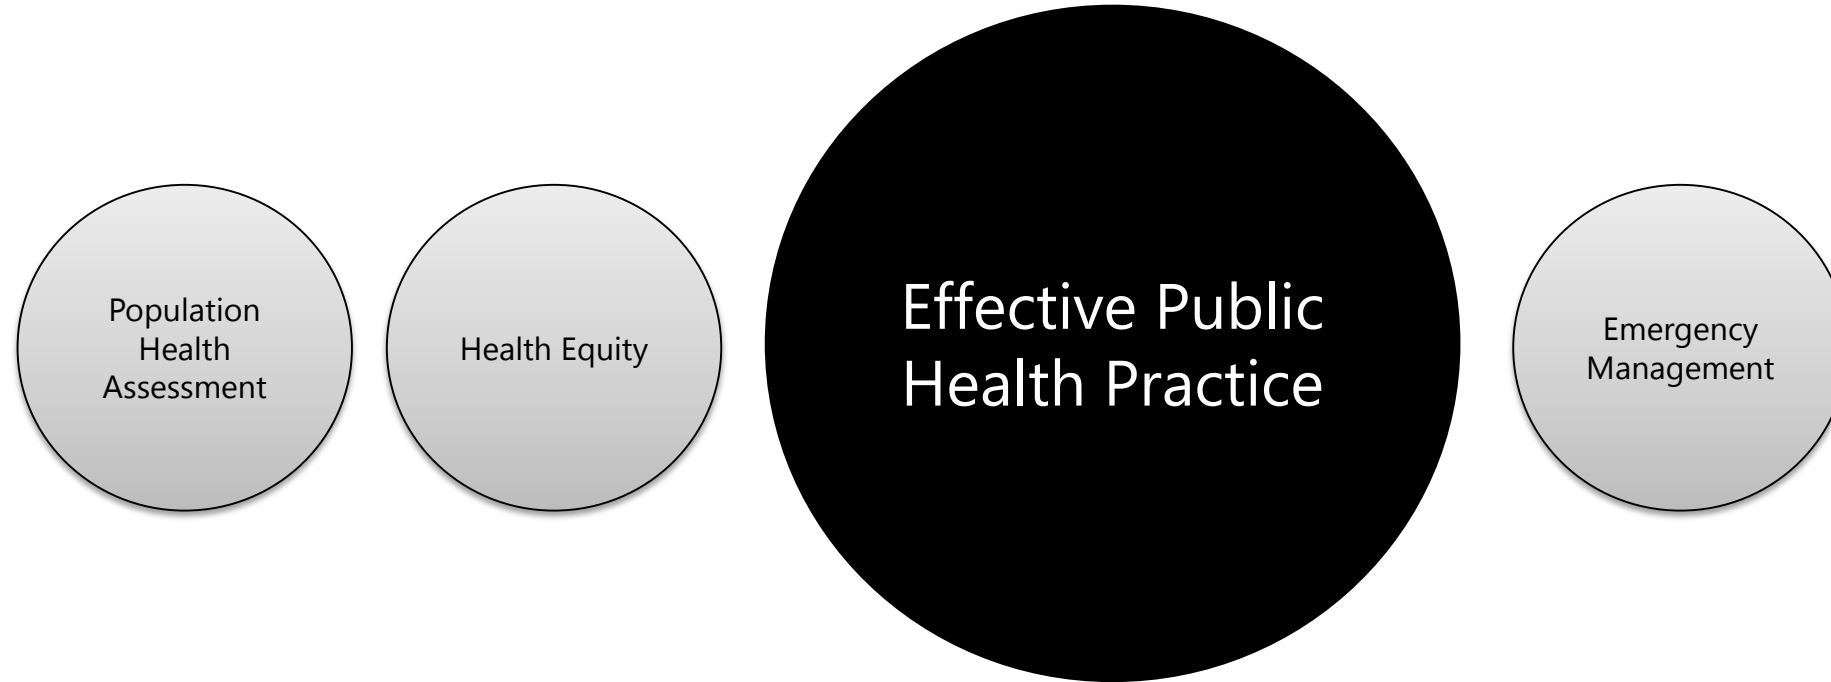 Population
Health
Assessment
Health Equity
Effective Public
Health Practice
Emergency
Management